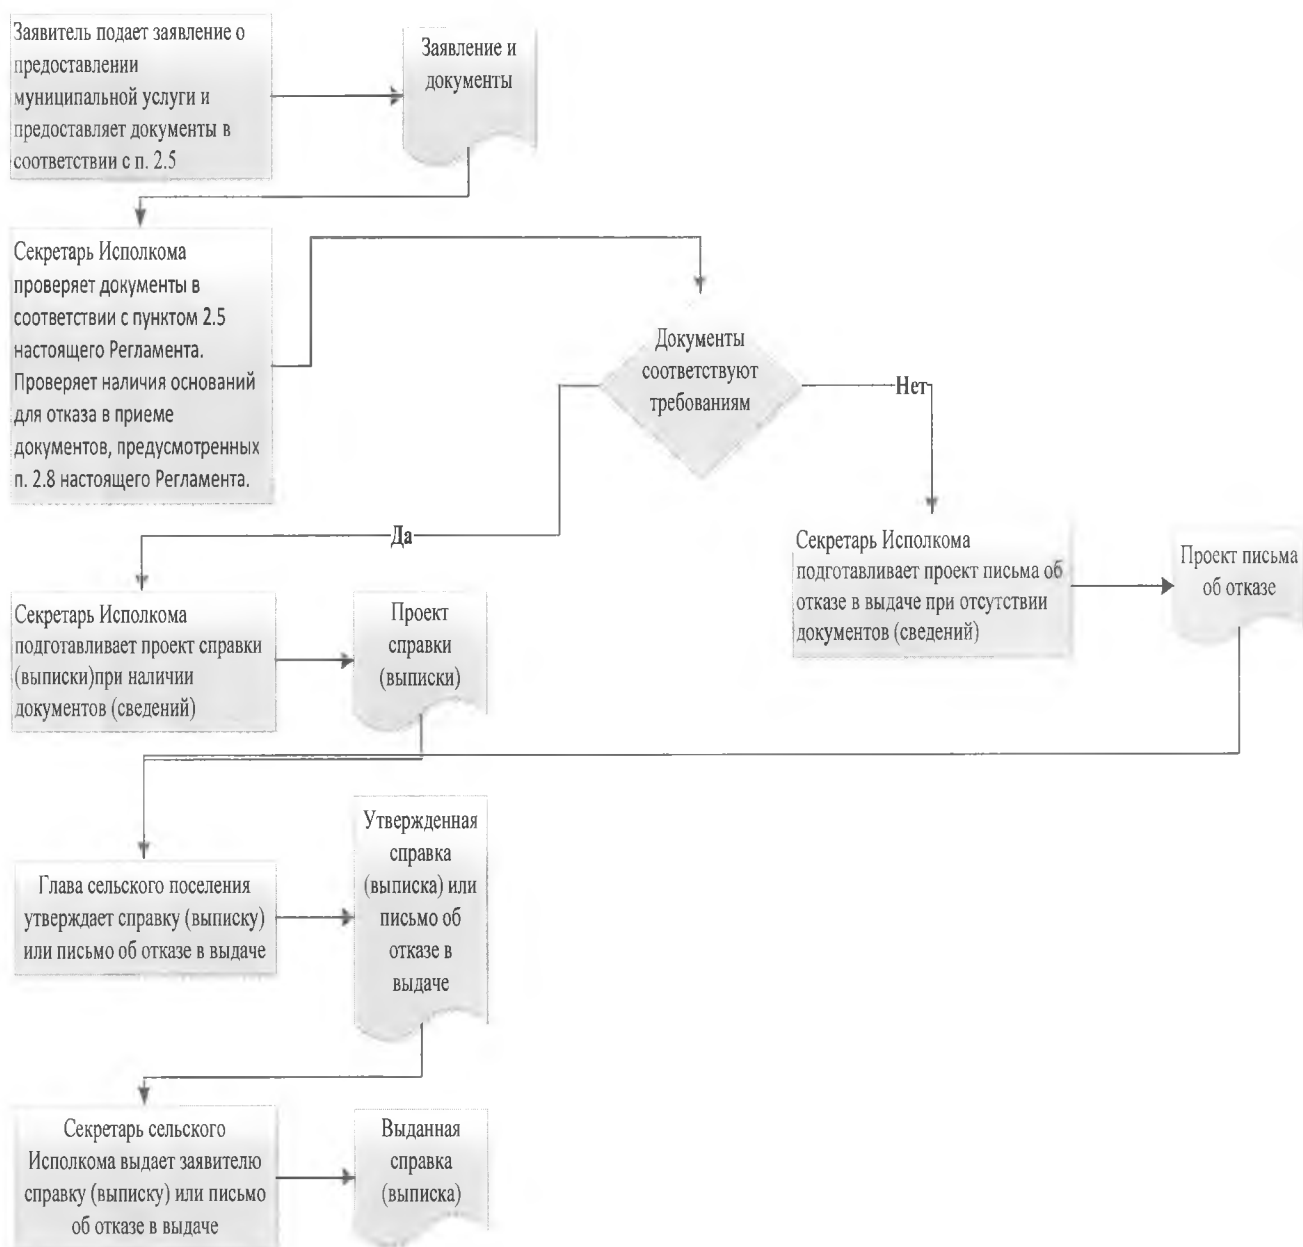 Заявитель подает заявление о
предоставлении
муниципальной услуги и
предоставляет документы в
соответствии с п. 2.5
Заявление и
документы
Секретарь Исполкома
проверяет документы в
соответствии с пунктом 2.5
настоящего Регламента.
Проверяет наличия оснований
для отказа в приеме
документов, предусмотренных
п. 2.8 настоящего Регламента.
Документы
соответствуют
требованиям
Нет
Да
Секретарь Исполкома
подготавливает проект письма об
отказе в выдаче при отсутствии
документов (сведений)
Проект письма
об отказе
Секретарь Исполкома
подготавливает проект справки
(выписки)при наличии
документов (сведений)
Проект
справки
(выписки)
Глава сельского поселения
утверждает справку (выписку)
или письмо об отказе в выдаче
Утвержденная
справка
(выписка) или
письмо об
отказе в
выдаче
Секретарь сельского
Исполкома выдает заявителю
справку (выписку) или письмо
об отказе в выдаче
Выданная
справка
(выписка)